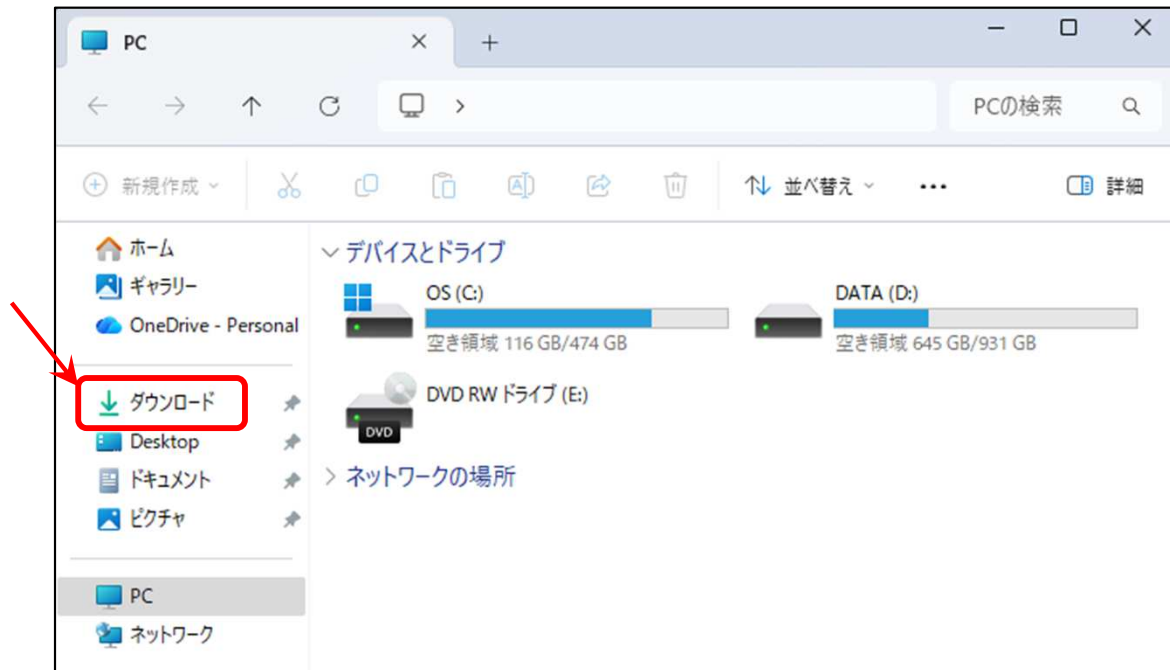 PC
PCの検索
新規作成
並べ替え
詳細
ホーム
ギャラリー
OneDrive - Personal
ダウンロード
Desktop
ドキュメント
ピクチャ
PC
ネットワーク
デバイスとドライブ
OS (C:)
空き領域 116 GB/474 GB
DATA (D:)
空き領域 645 GB/931 GB
DVD RW ドライブ (E:)
DVD
ネットワークの場所